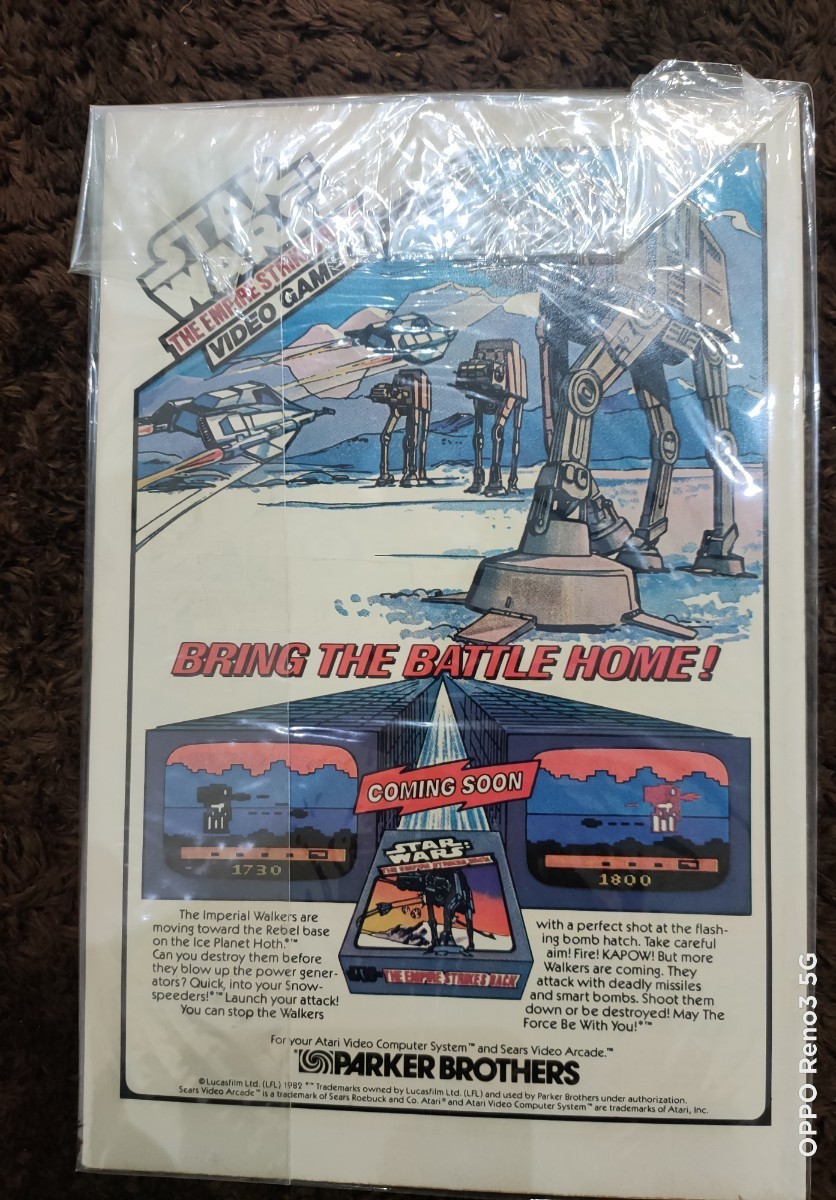 STAR
WARS:
THE EMPIRE STRIKES BACK
VIDEO GAME
BRING THE BATTLE HOME!
COMING SOON
1730
1800
STAR
WARS:
THE EMPIRE STRIKES BACK
THE EMPIRE STRIKES BACK
The Imperial Walkers are
moving toward the Rebel base
on the Ice Planet Hoth.®™
Can you destroy them before
they blow up the power gener-
ators? Quick, into your Snow-
speeders!®™ Launch your attack!
You can stop the Walkers
with a perfect shot at the flash-
ing bomb hatch. Take careful
aim! Fire! KAPOW! But more
Walkers are coming. They
attack with deadly missiles
and smart bombs. Shoot them
down or be destroyed! May The
Force Be With You!®™
For your Atari Video Computer System™ and Sears Video Arcade.™
PARKER BROTHERS
©Lucasfilm Ltd. (LFL) 1982 ®™ Trademarks owned by Lucasfilm Ltd. (LFL) and used by Parker Brothers under authorization.
Sears Video Arcade™ is a trademark of Sears Roebuck and Co. Atari® and Atari Video Computer System™ are trademarks of Atari, Inc.
OPPO Reno3 5G